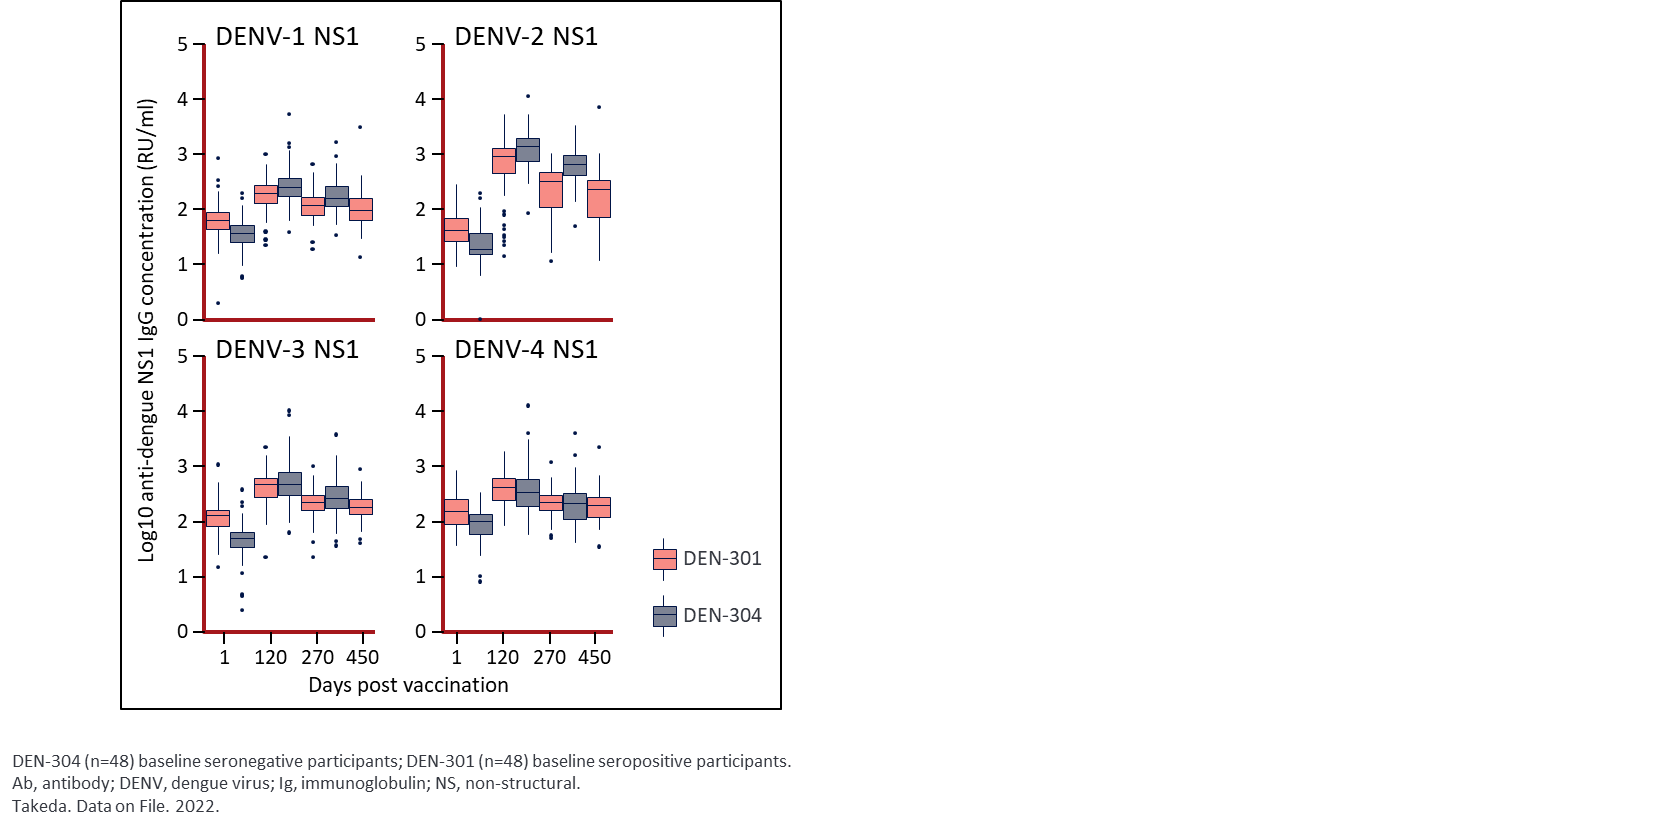 DENV-1 NS1
DENV-2 NS1
5
4
3
2
1
0
5
4
3
2
1
0
Log10 anti-dengue NS1 IgG concentration (RU/ml)
DENV-3 NS1
DENV-4 NS1
5
4
3
2
1
0
5
4
3
2
1
0
1 120 270 450
1 120 270 450
Days post vaccination
DEN-301
DEN-304
DEN-304 (n=48) baseline seronegative participants; DEN-301 (n=48) baseline seropositive participants.
Ab, antibody; DENV, dengue virus; Ig, immunoglobulin; NS, non-structural.
Takeda. Data on File. 2022.